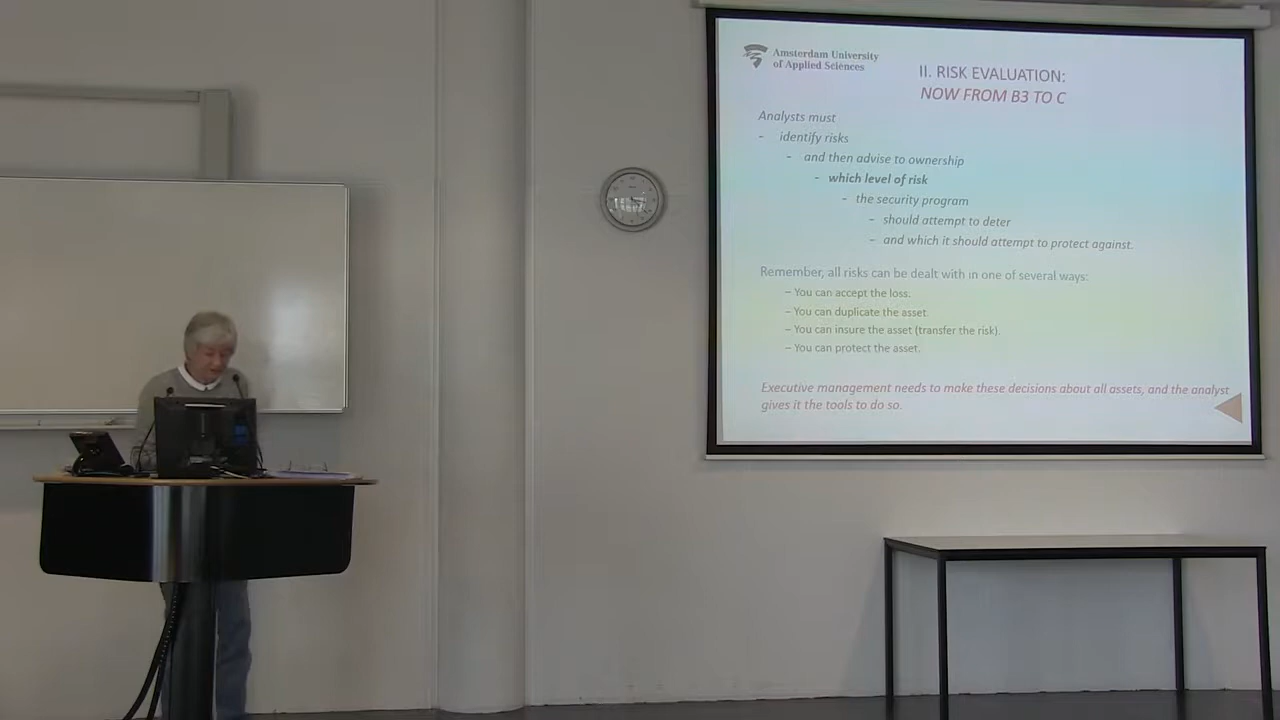 Amsterdam University
of Applied Sciences
II. RISK EVALUATION:
NOW FROM B3 TO C
Analysts must
- identify risks
- and then advise to ownership
- which level of risk
- the security program
- should attempt to deter
- and which it should attempt to protect against.
Remember, all risks can be dealt with in one of several ways:
– You can accept the loss.
– You can duplicate the asset.
– You can insure the asset (transfer the risk).
– You can protect the asset.
Executive management needs to make these decisions about all assets, and the analyst
gives it the tools to do so.